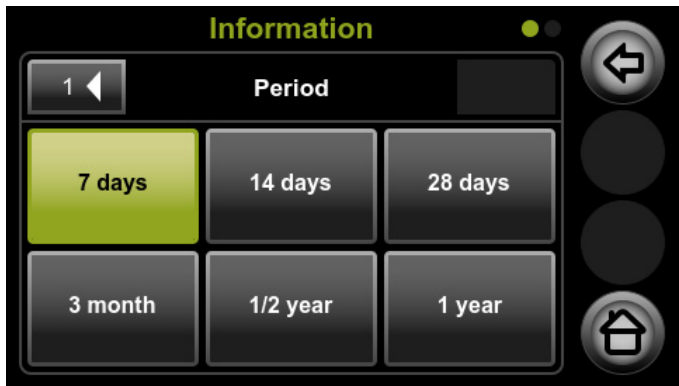 Information
1 Period
7 days 14 days 28 days
3 month 1/2 year 1 year